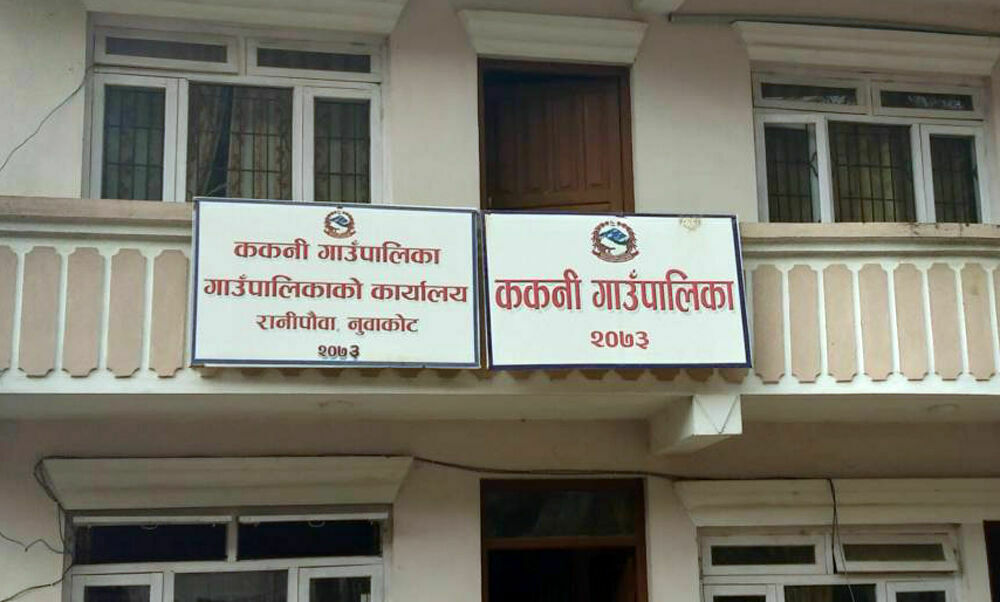 ककनी गाउँपालिका
गाउँपालिकाको कार्यालय
रानीपौवा, नुवाकोट
२०७३
ककनी गाउँपालिका
२०७३